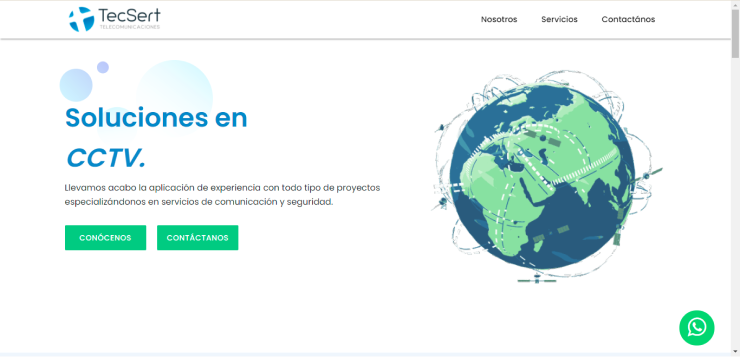 TecSert
TELECOMUNICACIONES
Nosotros Servicios Contactános
Soluciones en
CCTV.
Llevamos acabo la aplicación de experiencia con todo tipo de proyectos
especializóndonos en servicios de comunicación y seguridad.
CONÓCENOS CONTÁCTANOS